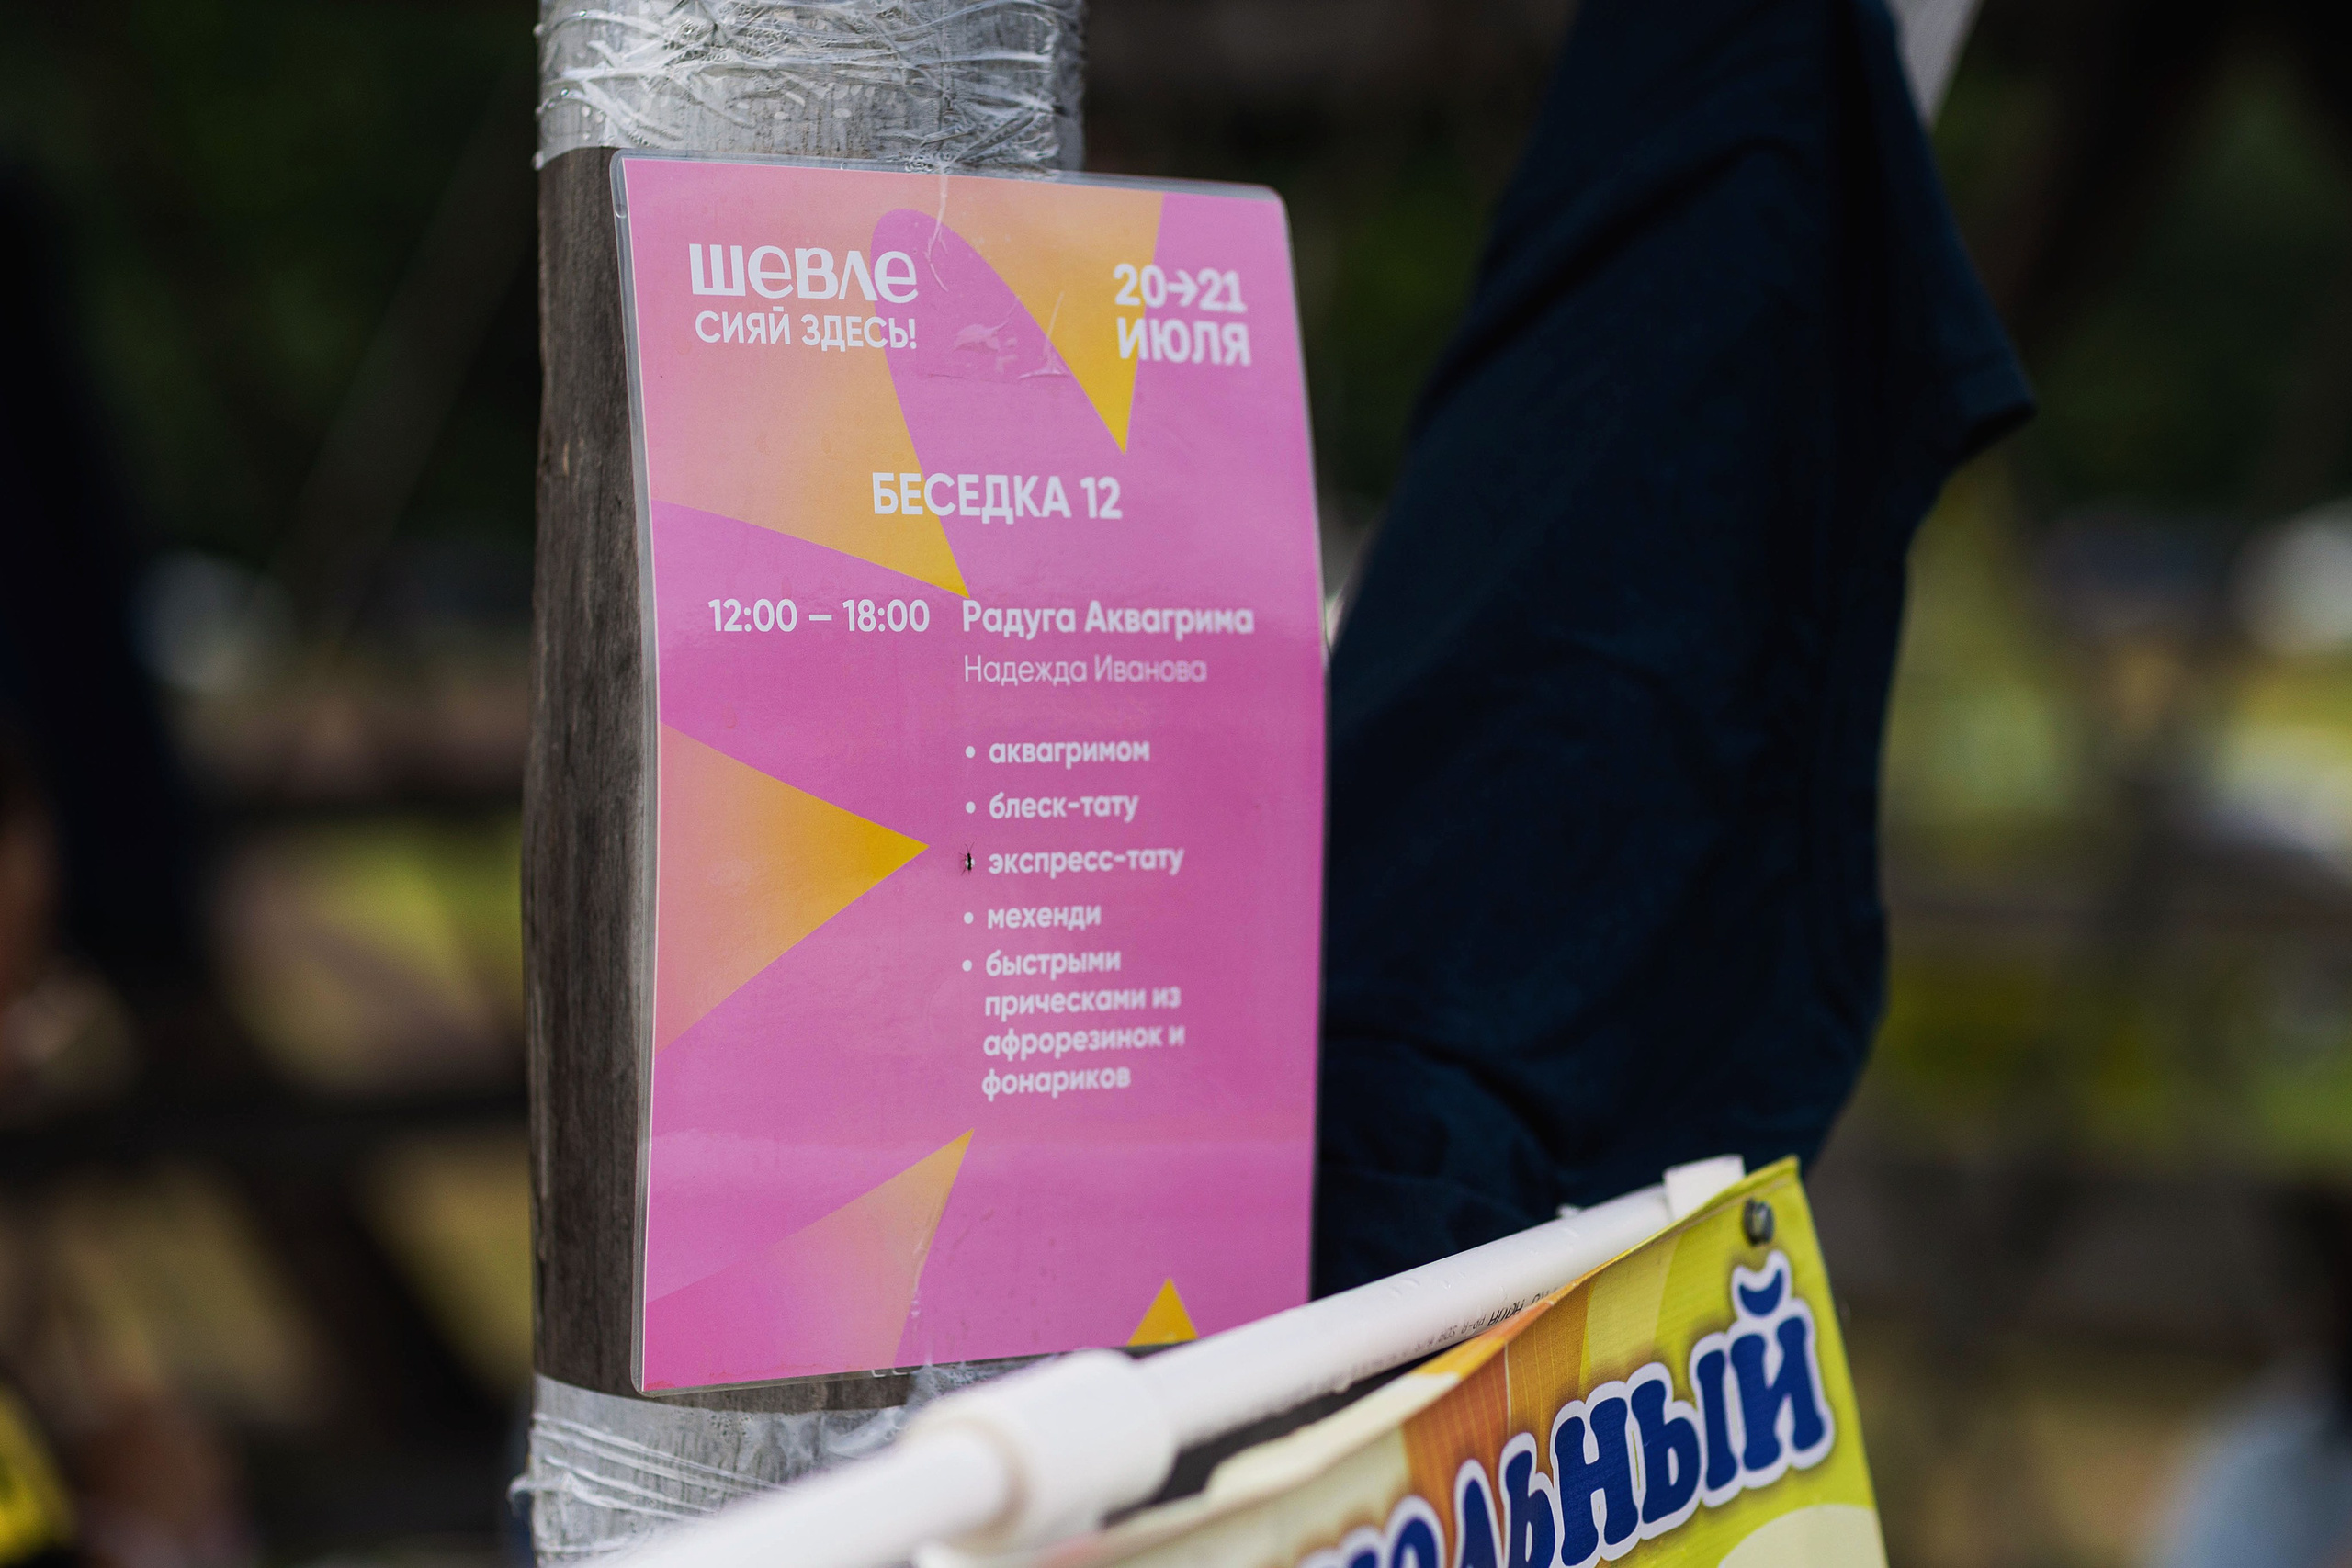 шевле
СИЯЙ ЗДЕСЬ!
20→21
ИЮЛЯ
БЕСЕДКА 12
12:00 – 18:00 Радуга Аквагрима
Надежда Иванова
• аквагримом
• блеск-тату
экспресс-тату
• мехенди
• быстрыми
прическами из
афрорезинок и
фонариков